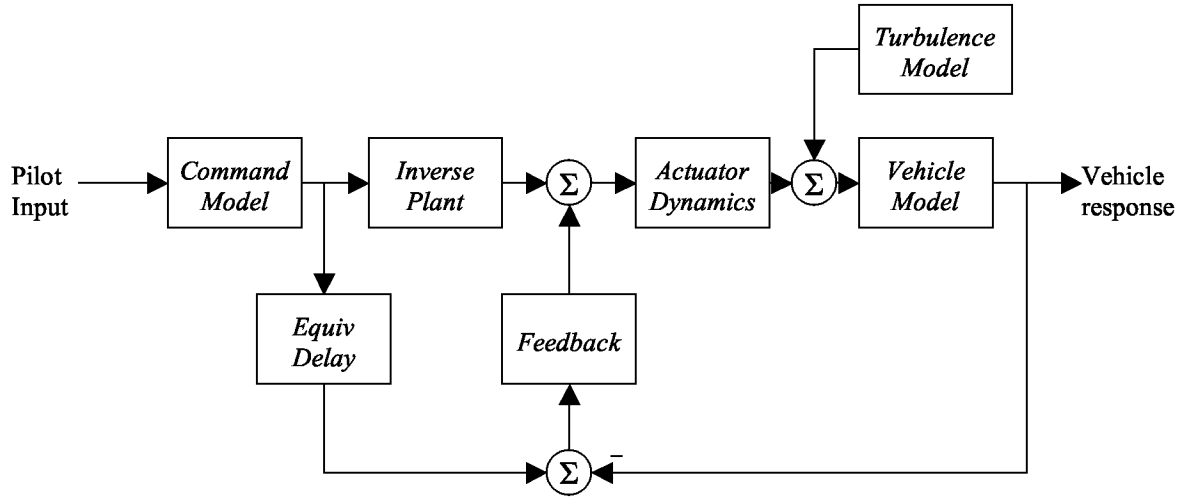 Turbulence
Model
Pilot
Input
Command
Model
Inverse
Plant
Σ
Actuator
Dynamics
Σ
Vehicle
Model
Vehicle
response
Equiv
Delay
Feedback
Σ
–